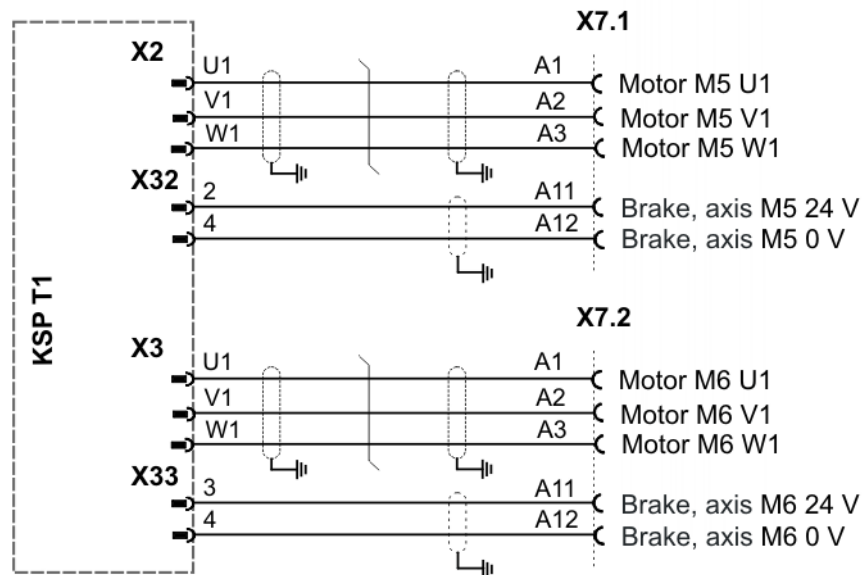 X7.1
X2
U1 A1 Motor M5 U1
V1 A2 Motor M5 V1
W1 A3 Motor M5 W1
X32
2 A11 Brake, axis M5 24 V
4 A12 Brake, axis M5 0 V
KSP T1
X7.2
X3
U1 A1 Motor M6 U1
V1 A2 Motor M6 V1
W1 A3 Motor M6 W1
X33
3 A11 Brake, axis M6 24 V
4 A12 Brake, axis M6 0 V